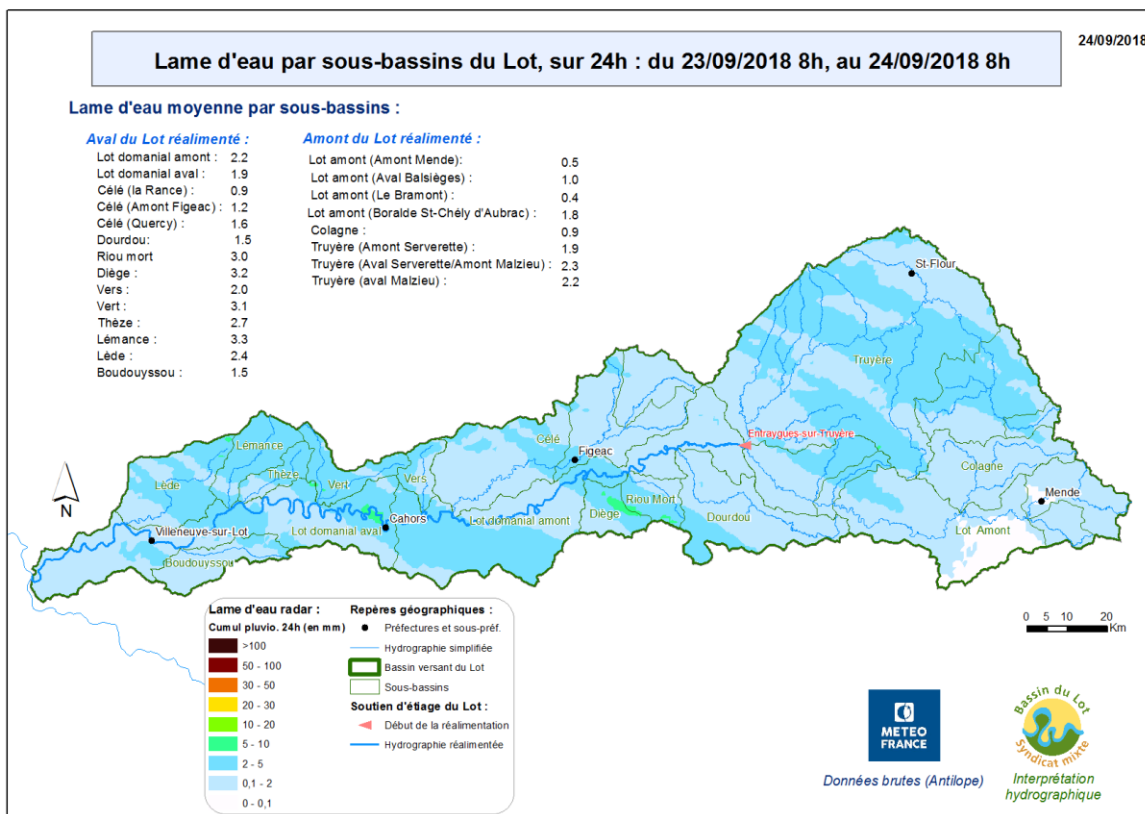 24/09/2018
Lame d'eau par sous-bassins du Lot, sur 24h : du 23/09/2018 8h, au 24/09/2018 8h
Lame d'eau moyenne par sous-bassins :
Aval du Lot réalimenté :
Lot domanial amont : 2.2
Lot domanial aval : 1.9
Célé (la Rance) : 0.9
Célé (Amont Figeac) : 1.2
Célé (Quercy) : 1.6
Dourdou: 1.5
Riou mort 3.0
Diège : 3.2
Vers : 2.0
Vert : 3.1
Thèze : 2.7
Lémance : 3.3
Lède : 2.4
Boudouyssou : 1.5
Amont du Lot réalimenté :
Lot amont (Amont Mende): 0.5
Lot amont (Aval Balsièges) : 1.0
Lot amont (Le Bramont) : 0.4
Lot amont (Boralde St-Chély d'Aubrac) : 1.8
Colagne : 0.9
Truyère (Amont Serverette) : 1.9
Truyère (Aval Serverette/Amont Malzieu) : 2.3
Truyère (aval Malzieu) : 2.2
St-Flour
Truyère
Entraygues-sur-Truyère
Célé
Figeac
Lémance
Thèze
Vert
Vers
Lède
Colagne
Mende
Riou Mort
Diège
Dourdou
Lot domanial amont
Cahors
Lot domanial aval
Villeneuve-sur-Lot
Boudouyssou
Lot Amont
N
Lame d'eau radar :
Cumul pluvio. 24h (en mm)
>100
50 - 100
30 - 50
20 - 30
10 - 20
5 - 10
2 - 5
0,1 - 2
0 - 0,1
Repères géographiques :
Préfectures et sous-préf.
Hydrographie simplifiée
Bassin versant du Lot
Sous-bassins
Soutien d'étiage du Lot :
Début de la réalimentation
Hydrographie réalimentée
0 5 10 20
Km
METEO
FRANCE
Données brutes (Antilope)
Bassin du Lot
Syndicat mixte
Interprétation
hydrographique